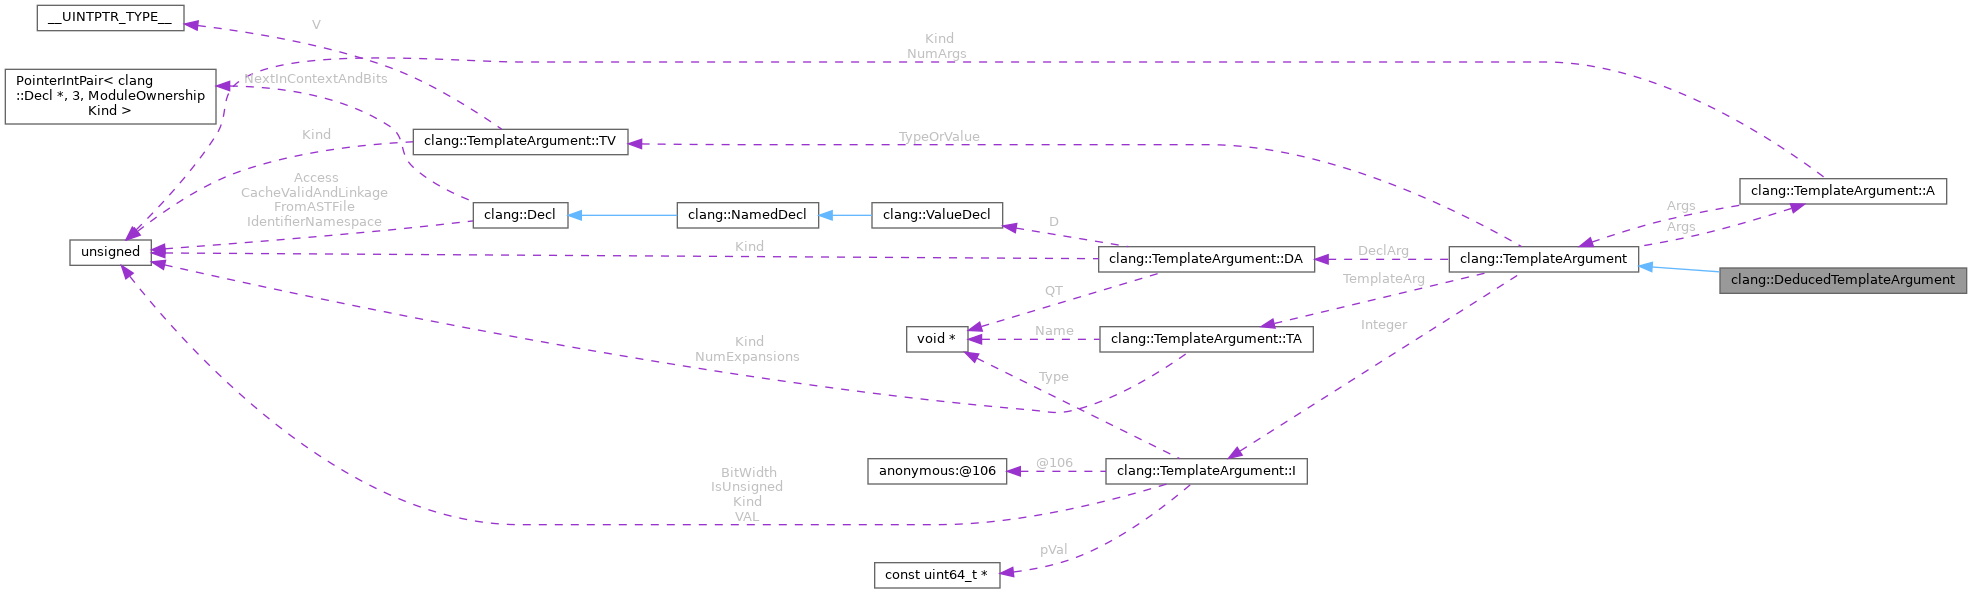 __UINTPTR_TYPE__
V
Kind
NumArgs
PointerIntPair< clang
::Decl *, 3, ModuleOwnership
Kind >
NextInContextAndBits
Kind
clang::TemplateArgument::TV
TypeOrValue
Access
CacheValidAndLinkage
FromASTFile
IdentifierNamespace
clang::Decl
clang::NamedDecl
clang::ValueDecl
D
clang::TemplateArgument::A
Args
Args
unsigned
Kind
clang::TemplateArgument::DA
DeclArg
clang::TemplateArgument
clang::DeducedTemplateArgument
QT
TemplateArg
void *
Name
clang::TemplateArgument::TA
Integer
Kind
NumExpansions
Type
anonymous:@106
@106
clang::TemplateArgument::I
BitWidth
IsUnsigned
Kind
VAL
pVal
const uint64_t *